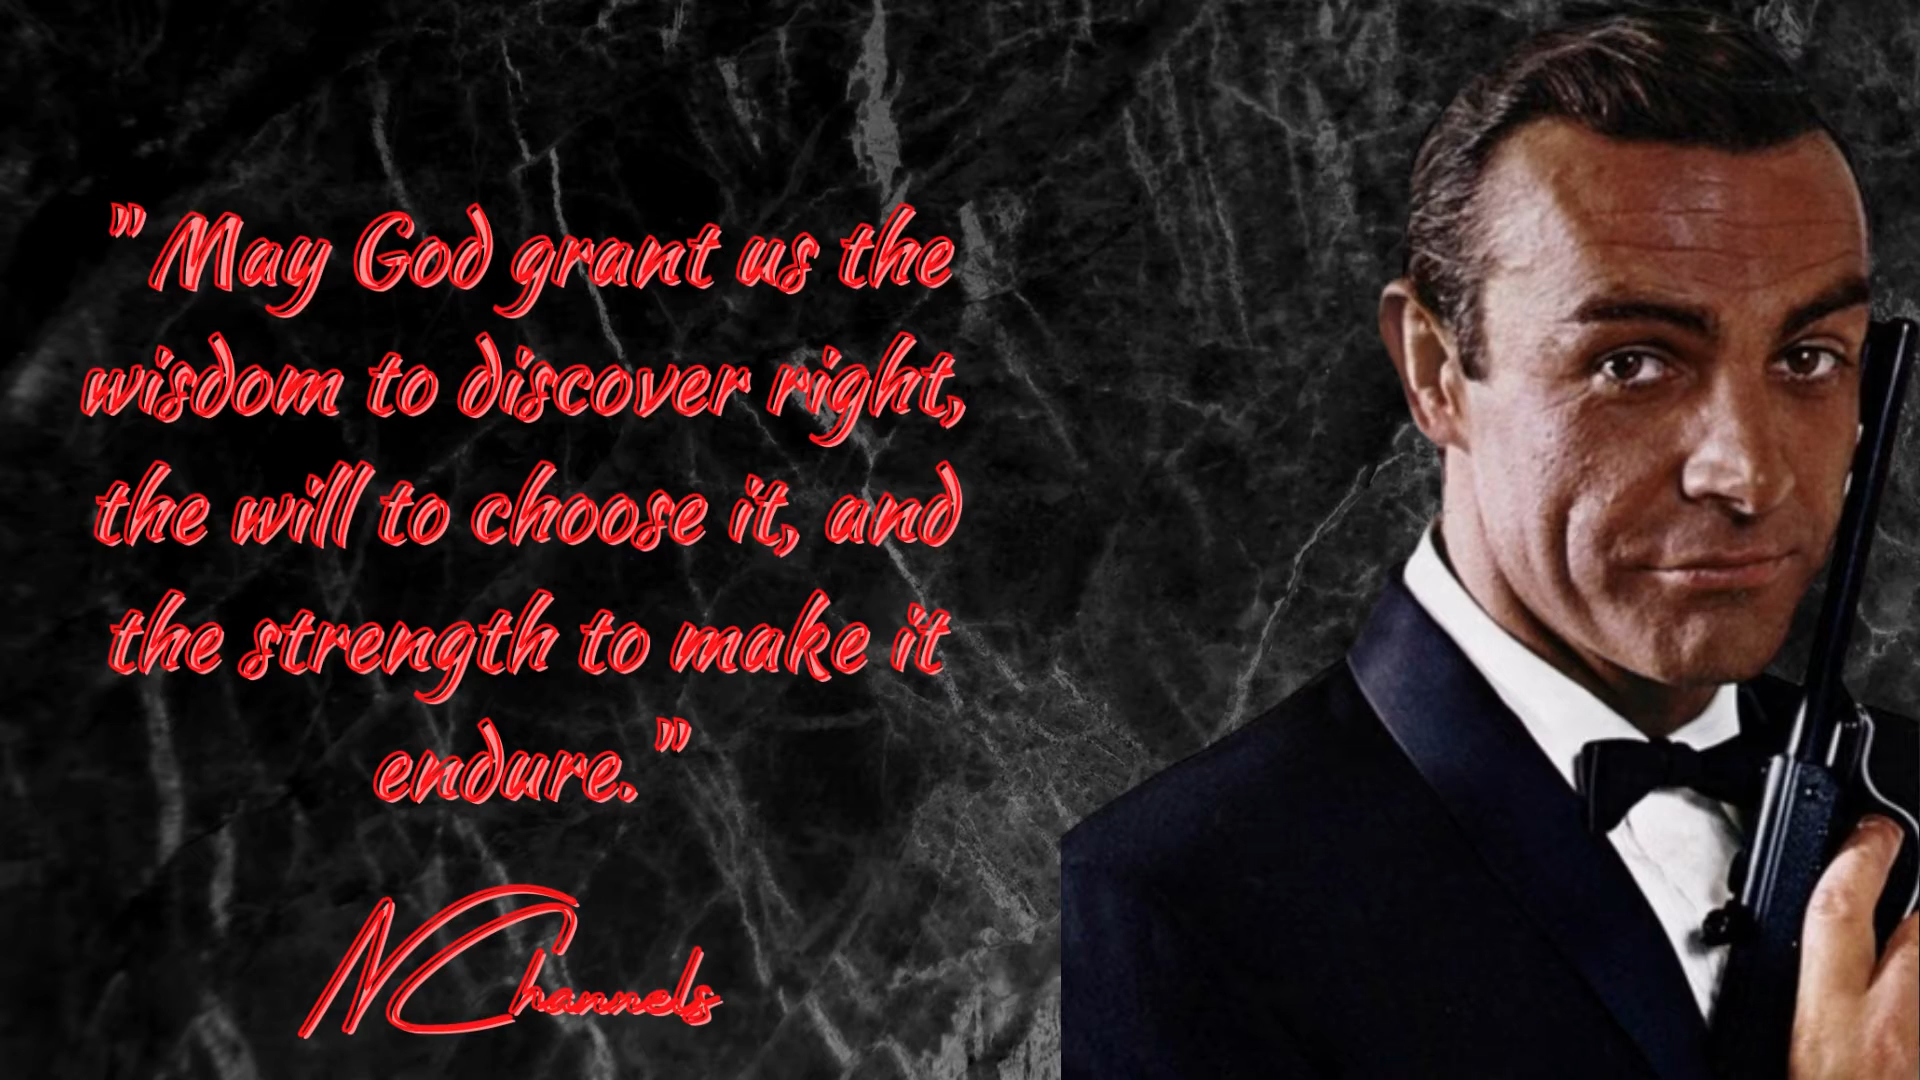 "May God grant us the
wisdom to discover right,
the will to choose it, and
the strength to make it
endure."
NChannels